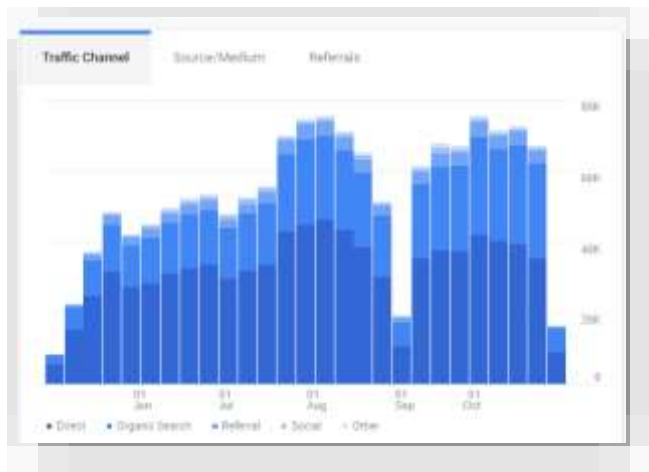 Traffic Channel Source/Medium Referrals
80K
60K
40K
20K
0
01 01 01 01 01
Jan Jul Aug Sep Oct
Direct Organic Search Referral Social Other